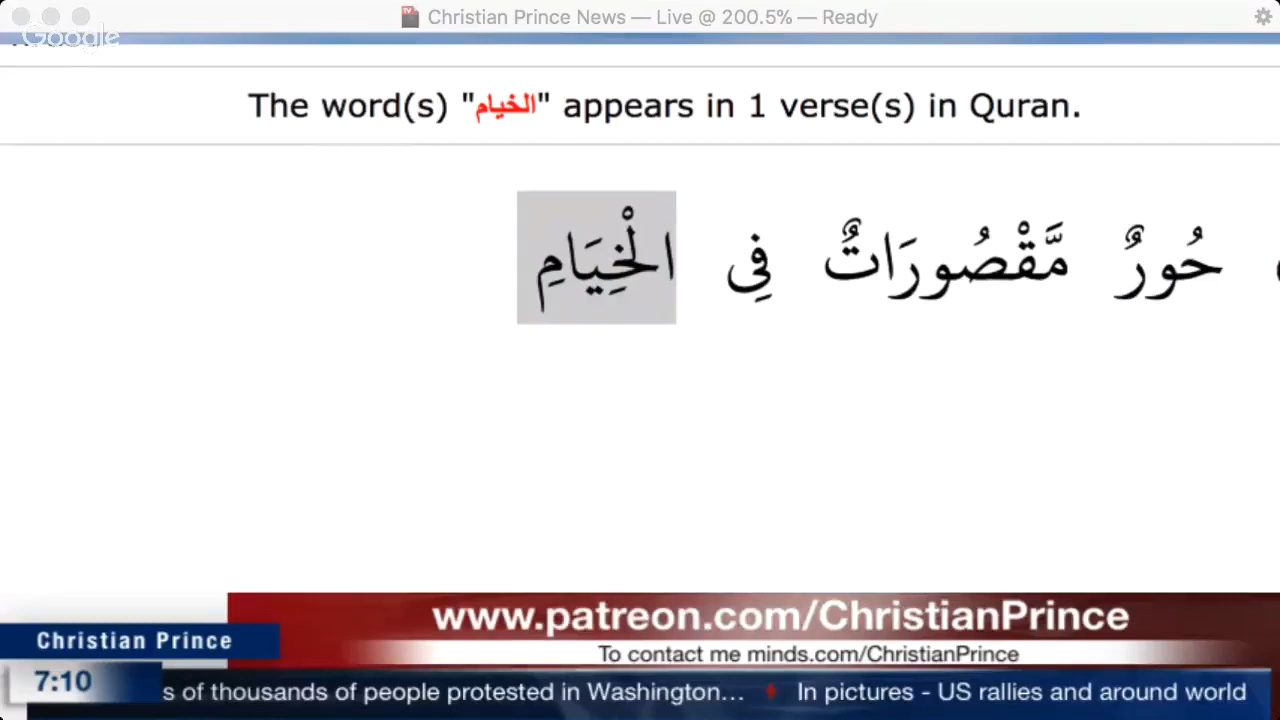 Christian Prince News — Live @ 200.5% — Ready
Google
The word(s) "الخيام" appears in 1 verse(s) in Quran.
حُورٌ مَّقْصُورَاتٌ فِى الْخِيَامِ
www.patreon.com/ChristianPrince
Christian Prince
To contact me minds.com/ChristianPrince
7:10
s of thousands of people protested in Washington... ♦ In pictures - US rallies and around world